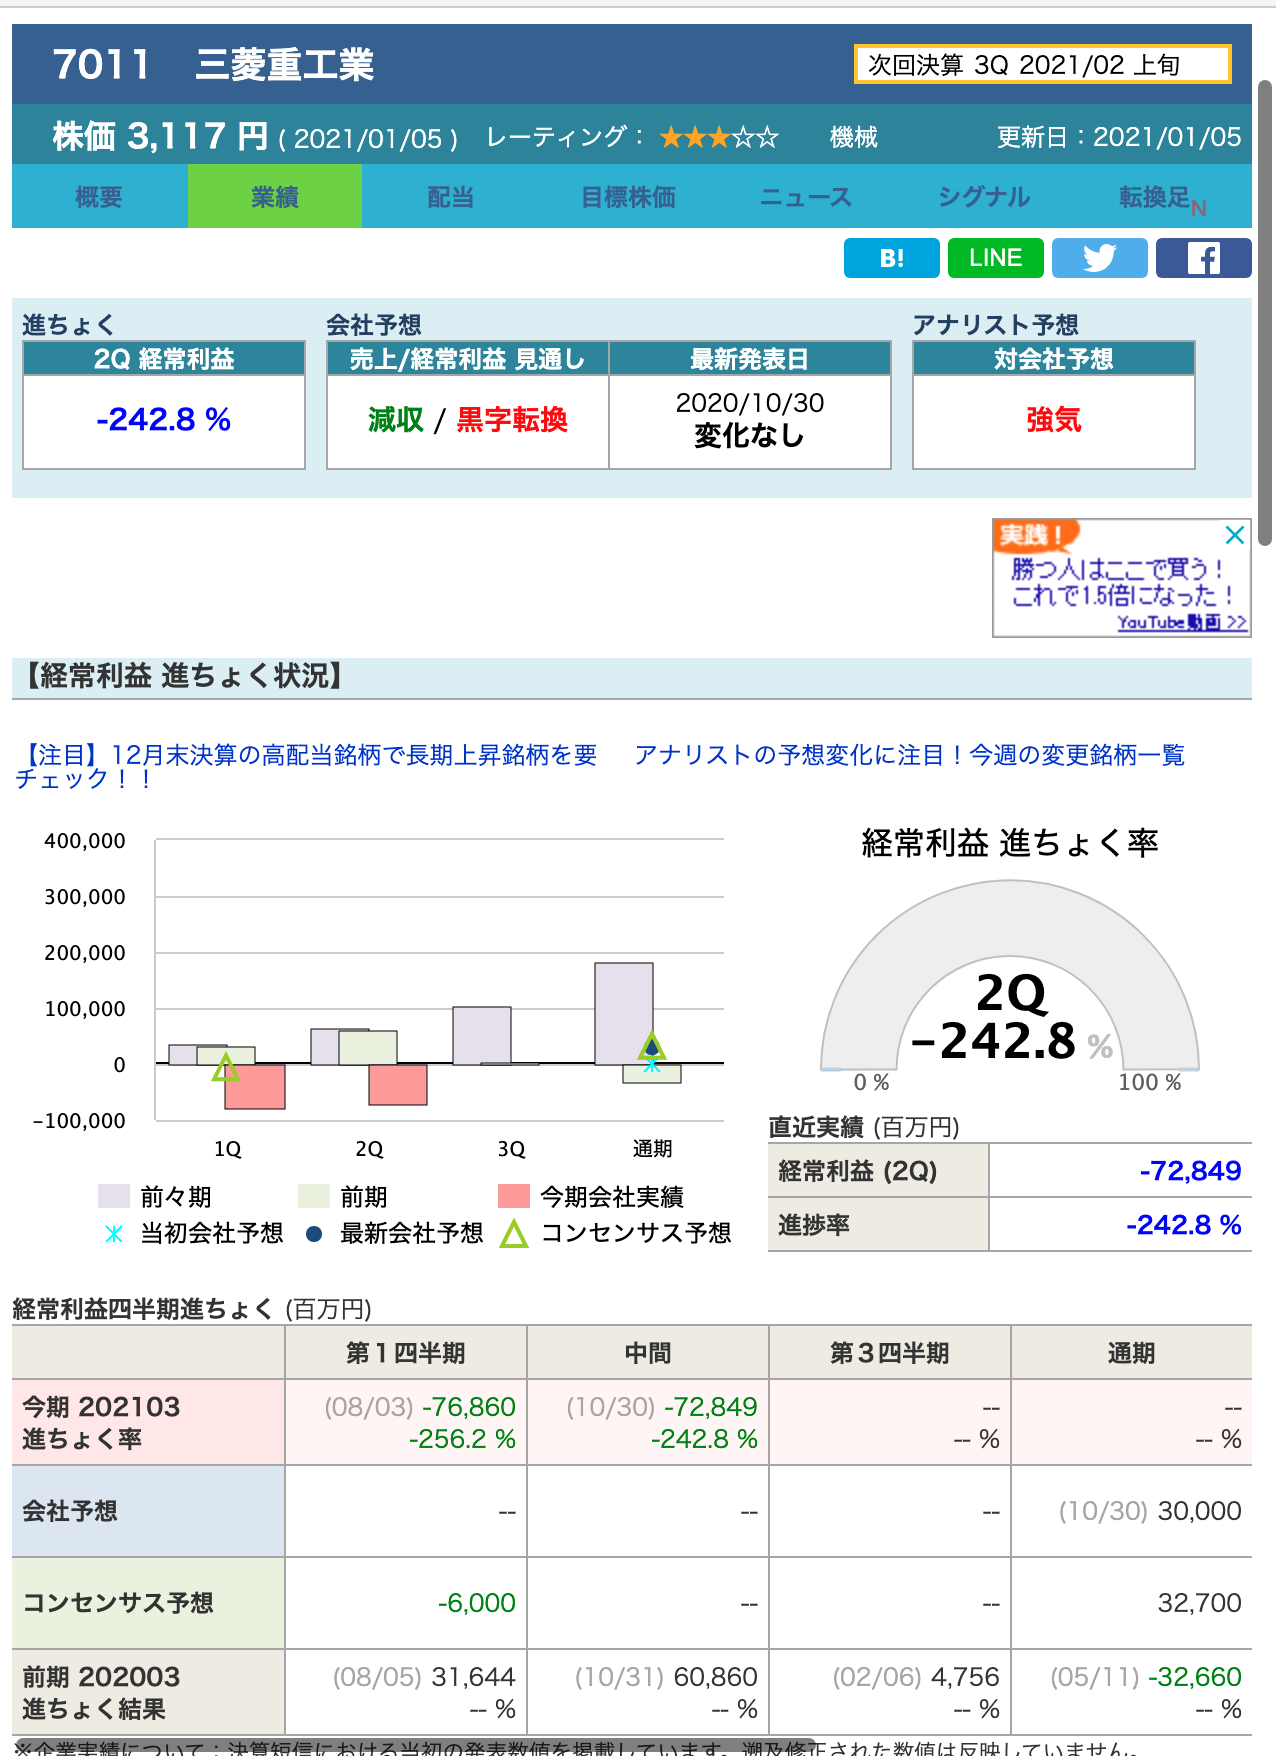 7011　三菱重工業
次回決算 3Q 2021/02 上旬
株価 3,117 円 ( 2021/01/05 )　レーティング： ★★★☆☆　機械　更新日：2021/01/05
概要　業績　配当　目標株価　ニュース　シグナル　転換足N
B!　LINE
進ちょく　会社予想　アナリスト予想
2Q 経常利益　売上/経常利益 見通し　最新発表日　対会社予想
-242.8 %　減収 / 黒字転換　2020/10/30　強気
変化なし
実践！
勝つ人はここで買う！
これで1.5倍になった！
YouTube動画 >>
【経常利益 進ちょく状況】
【注目】12月末決算の高配当銘柄で長期上昇銘柄を要
チェック！！
アナリストの予想変化に注目！今週の変更銘柄一覧
400,000
300,000
200,000
100,000
0
-100,000
1Q　2Q　3Q　通期
前々期　前期　今期会社実績
当初会社予想　最新会社予想　コンセンサス予想
経常利益 進ちょく率
2Q
-242.8 %
0 %　100 %
直近実績 (百万円)
経常利益 (2Q)　-72,849
進捗率　-242.8 %
経常利益四半期進ちょく (百万円)
第１四半期　中間　第３四半期　通期
今期 202103　(08/03) -76,860　(10/30) -72,849　--　--
進ちょく率　-256.2 %　-242.8 %　-- %　-- %
会社予想　--　--　--　(10/30) 30,000
コンセンサス予想　-6,000　--　--　32,700
前期 202003　(08/05) 31,644　(10/31) 60,860　(02/06) 4,756　(05/11) -32,660
進ちょく結果　-- %　-- %　-- %　-- %
※企業実績について：決算短信における当初の発表数値を掲載しています。遡及修正された数値は反映していません。